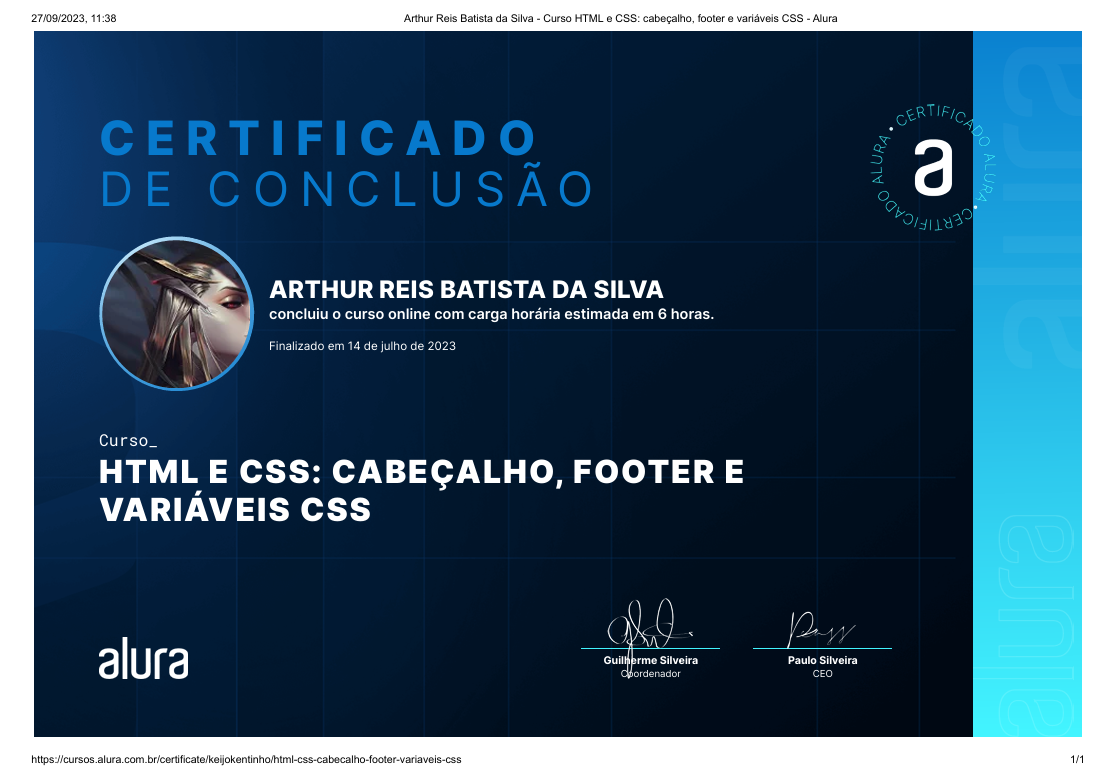 27/09/2023, 11:38
Arthur Reis Batista da Silva - Curso HTML e CSS: cabeçalho, footer e variáveis CSS - Alura
CERTIFICADO
DE CONCLUSÃO
CERTIFICADO ALURA • CERTIFICADO ALURA •
a
ARTHUR REIS BATISTA DA SILVA
concluiu o curso online com carga horária estimada em 6 horas.
Finalizado em 14 de julho de 2023
Curso_
HTML E CSS: CABEÇALHO, FOOTER E
VARIÁVEIS CSS
alura
Guilherme Silveira
Coordenador
Paulo Silveira
CEO
alura
alura
https://cursos.alura.com.br/certificate/keijokentinho/html-css-cabecalho-footer-variaveis-css
1/1